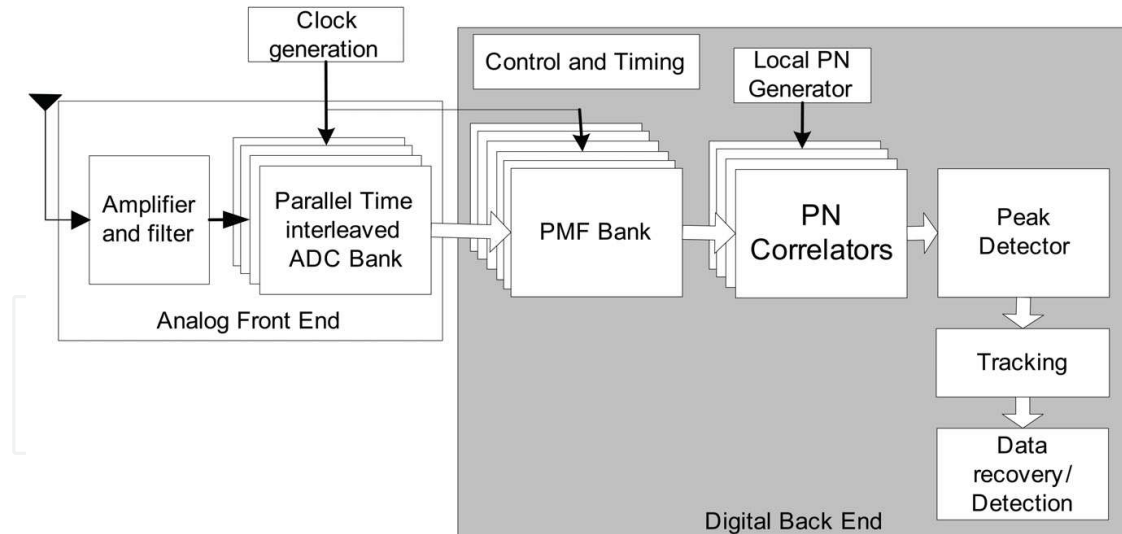 Clock
generation
Control and Timing
Local PN
Generator
Amplifier
and filter
Parallel Time
interleaved
ADC Bank
PMF Bank
PN
Correlators
Peak
Detector
Analog Front End
Tracking
Data
recovery/
Detection
Digital Back End